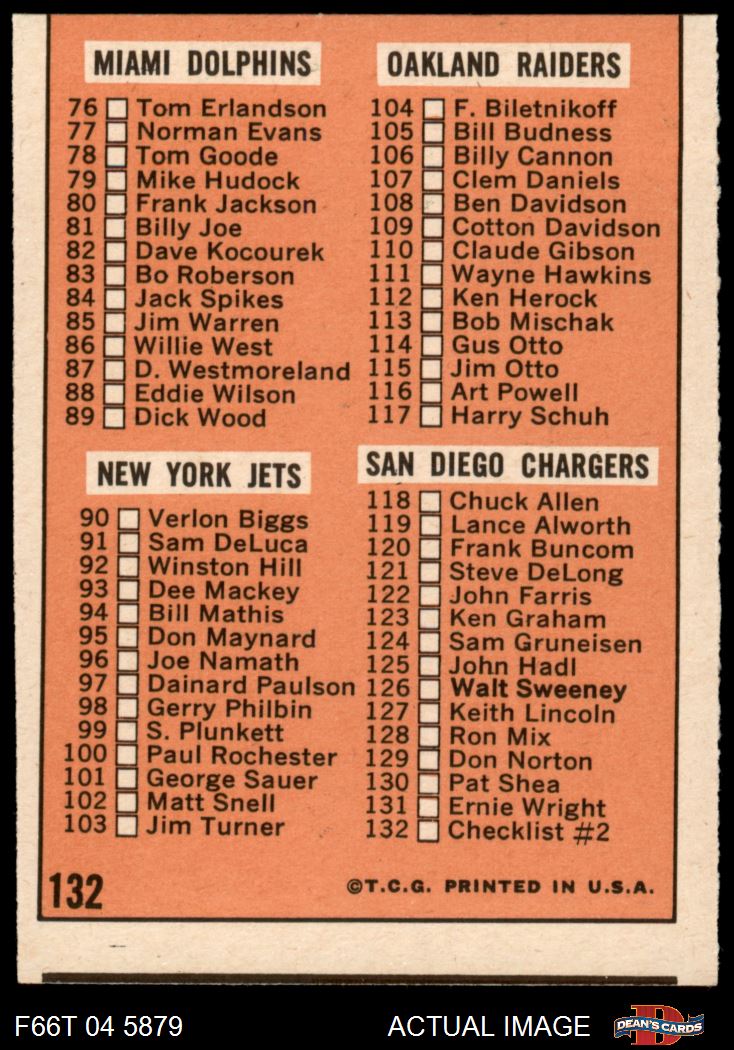 MIAMI DOLPHINS
76 Tom Erlandson
77 Norman Evans
78 Tom Goode
79 Mike Hudock
80 Frank Jackson
81 Billy Joe
82 Dave Kocourek
83 Bo Roberson
84 Jack Spikes
85 Jim Warren
86 Willie West
87 D. Westmoreland
88 Eddie Wilson
89 Dick Wood
NEW YORK JETS
90 Verlon Biggs
91 Sam DeLuca
92 Winston Hill
93 Dee Mackey
94 Bill Mathis
95 Don Maynard
96 Joe Namath
97 Dainard Paulson
98 Gerry Philbin
99 S. Plunkett
100 Paul Rochester
101 George Sauer
102 Matt Snell
103 Jim Turner
OAKLAND RAIDERS
104 F. Biletnikoff
105 Bill Budness
106 Billy Cannon
107 Clem Daniels
108 Ben Davidson
109 Cotton Davidson
110 Claude Gibson
111 Wayne Hawkins
112 Ken Herock
113 Bob Mischak
114 Gus Otto
115 Jim Otto
116 Art Powell
117 Harry Schuh
SAN DIEGO CHARGERS
118 Chuck Allen
119 Lance Alworth
120 Frank Buncom
121 Steve DeLong
122 John Farris
123 Ken Graham
124 Sam Gruneisen
125 John Hadl
126 Walt Sweeney
127 Keith Lincoln
128 Ron Mix
129 Don Norton
130 Pat Shea
131 Ernie Wright
132 Checklist #2
132
©T.C.G. PRINTED IN U.S.A.
F66T 04 5879
ACTUAL IMAGE
D
DEAN'S CARDS